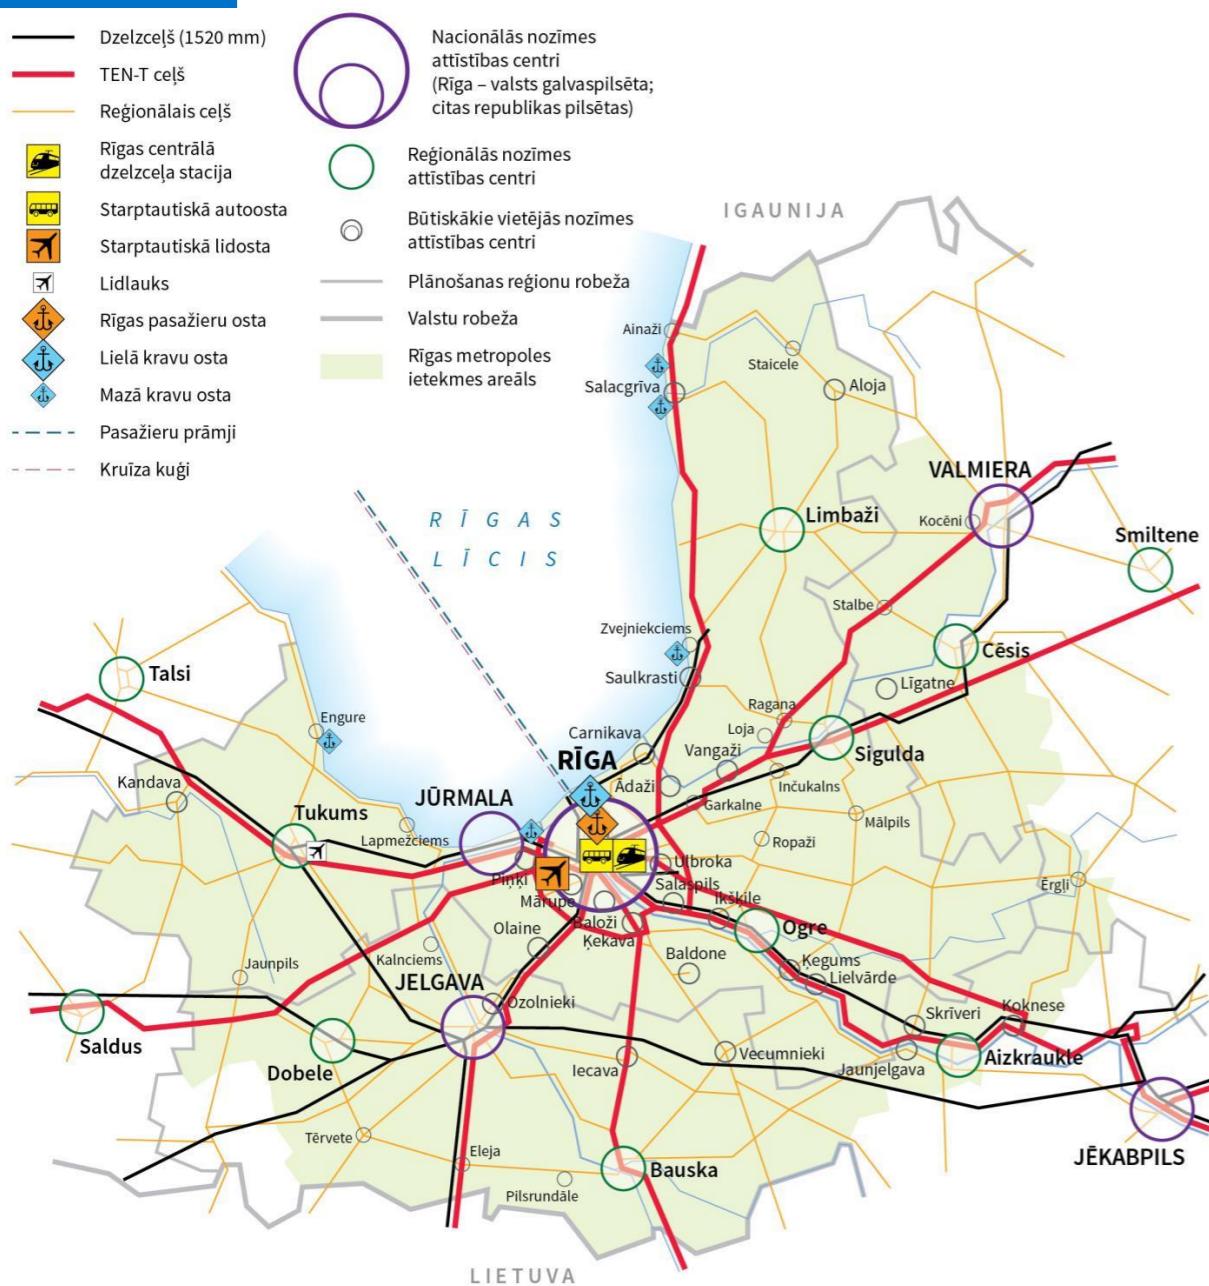 Dzelzceļš (1520 mm)
TEN-T ceļš
Reģionālais ceļš
Rīgas centrālā
dzelzceļa stacija
Starptautiskā autoosta
Starptautiskā lidosta
Lidlauks
Rīgas pasažieru osta
Lielā kravu osta
Mazā kravu osta
Pasažieru prāmji
Kruīza kuģi
Nacionālās nozīmes
attīstības centri
(Rīga – valsts galvaspilsēta;
citas republikas pilsētas)
Reģionālās nozīmes
attīstības centri
Būtiskākie vietējās nozīmes
attīstības centri
Plānošanas reģionu robeža
Valstu robeža
Rīgas metropoles
ietekmes areāls
IGAUNIJA
Ainaži
Staicele
Salacgrīva
Aloja
VALMIERA
Limbaži
Kocēni
RĪGAS
LĪCIS
Smiltene
Stalbe
Zvejniekciems
Cēsis
Talsi
Saulkrasti
Līgatne
Ragana
Engure
Loja
Carnikava
Vangaži
Sigulda
RĪGA
Kandava
Ādaži
Inčukalns
JŪRMALA
Garkalne
Tukums
Mālpils
Lapmežciems
Ropaži
Ulbroka
Piņķi
Salaspils
Ērgļi
Mārupe
Ikšķile
Baloži
Ogre
Olaine
Ķekava
Baldone
Kalnciems
Ķegums
Jaunpils
Lielvārde
JELGAVA
Ozolnieki
Koknese
Skrīveri
Saldus
Vecumnieki
Aizkraukle
Dobele
Iecava
Jaunjelgava
Tērvete
Eleja
Bauska
JĒKABPILS
Pilsrundāle
LIETUVA